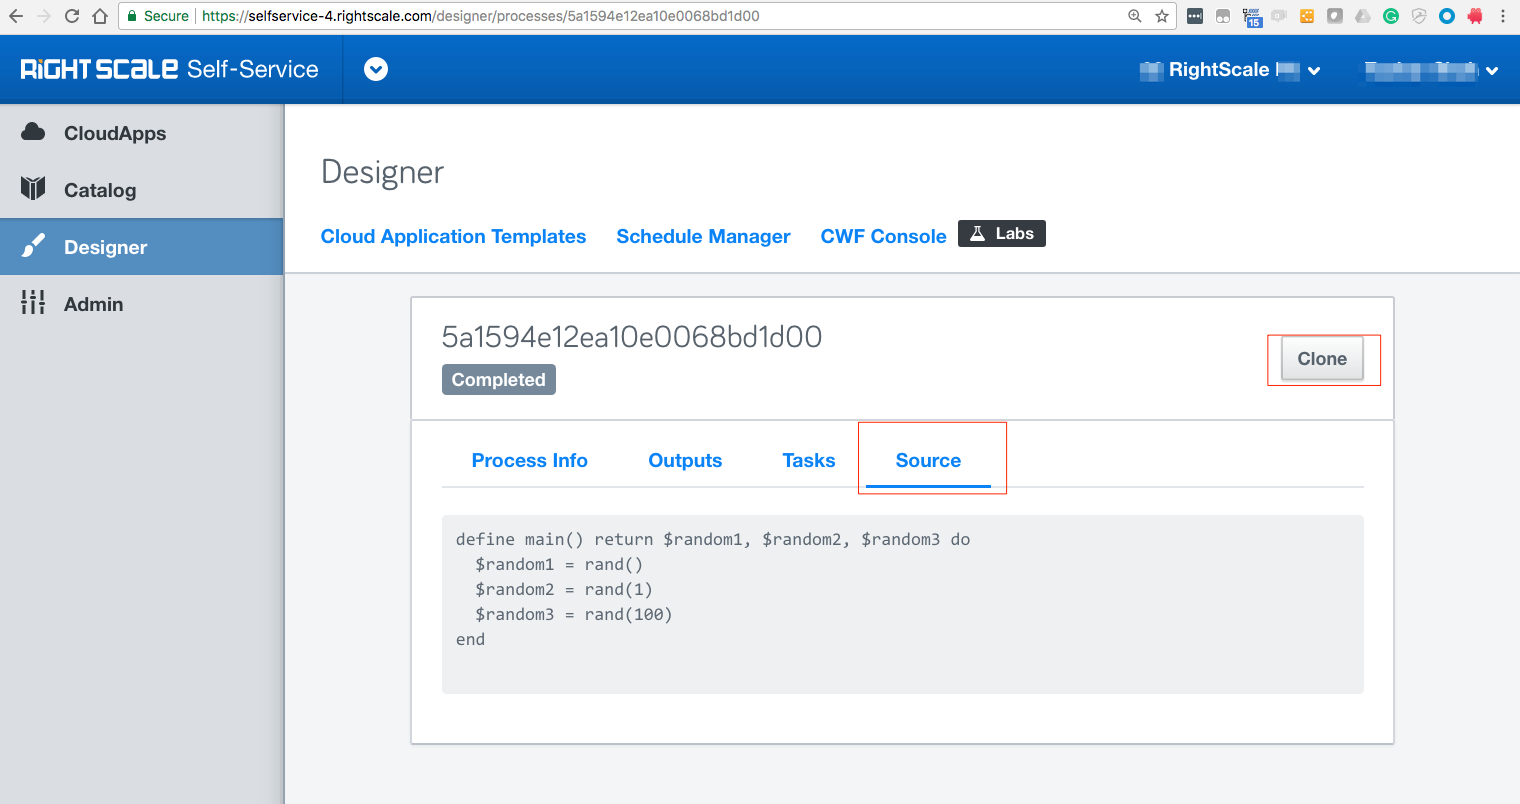 Secure https://selfservice-4.rightscale.com/designer/processes/5a1594e12ea10e0068bd1d00
15
RIGHTSCALE Self-Service
RightScale
CloudApps
Catalog
Designer
Admin
Designer
Cloud Application Templates Schedule Manager CWF Console Labs
5a1594e12ea10e0068bd1d00
Completed
Clone
Process Info Outputs Tasks Source
define main() return $random1, $random2, $random3 do
  $random1 = rand()
  $random2 = rand(1)
  $random3 = rand(100)
end